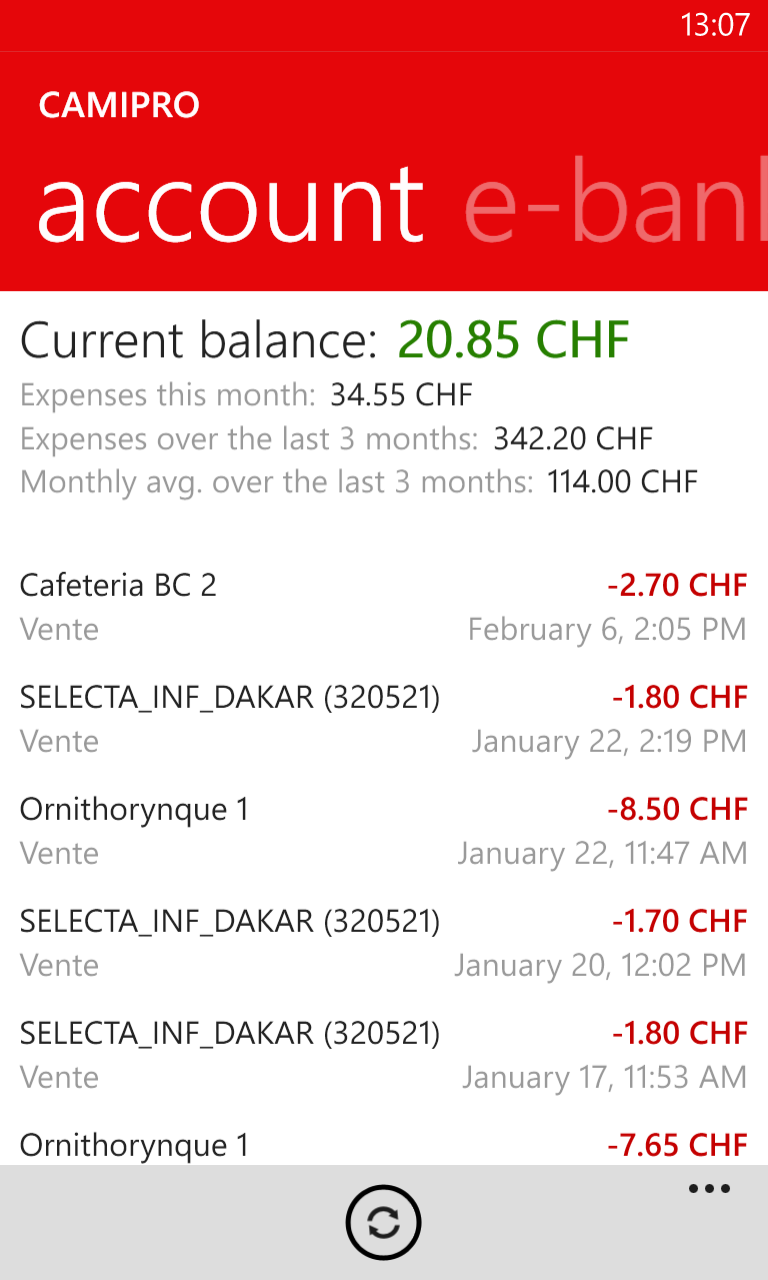 13:07
CAMIPRO
account e-ban
Current balance: 20.85 CHF
Expenses this month: 34.55 CHF
Expenses over the last 3 months: 342.20 CHF
Monthly avg. over the last 3 months: 114.00 CHF
Cafeteria BC 2 -2.70 CHF
Vente February 6, 2:05 PM
SELECTA_INF_DAKAR (320521) -1.80 CHF
Vente January 22, 2:19 PM
Ornithorynque 1 -8.50 CHF
Vente January 22, 11:47 AM
SELECTA_INF_DAKAR (320521) -1.70 CHF
Vente January 20, 12:02 PM
SELECTA_INF_DAKAR (320521) -1.80 CHF
Vente January 17, 11:53 AM
Ornithorynque 1 -7.65 CHF